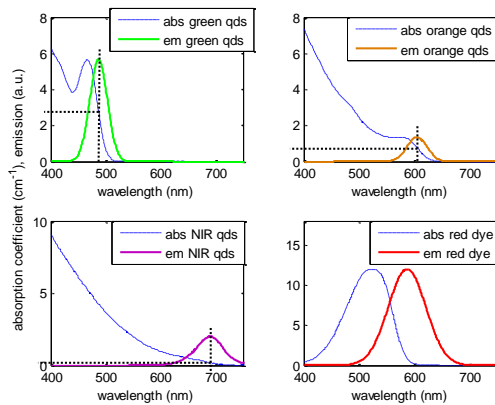 absorption coefficient (cm⁻¹), emission (a.u.)
8
6
4
2
0
400 500 600 700
wavelength (nm)
abs green qds
em green qds
8
6
4
2
0
400 500 600 700
wavelength (nm)
abs orange qds
em orange qds
10
5
0
400 500 600 700
wavelength (nm)
abs NIR qds
em NIR qds
15
10
5
0
400 500 600 700
wavelength (nm)
abs red dye
em red dye